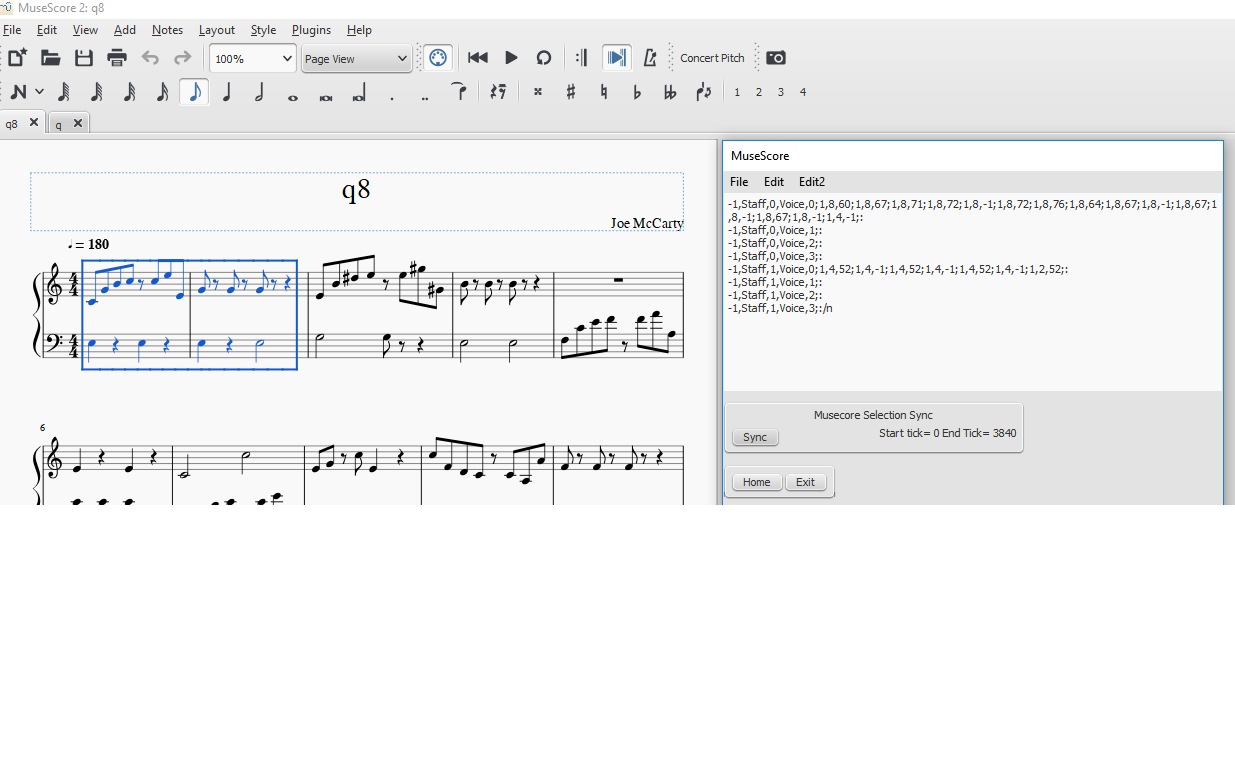 MuseScore 2: q8
File Edit View Add Notes Layout Style Plugins Help
100% Page View Concert Pitch
1 2 3 4
q8 q
q8
Joe McCarty
= 180
4
4
4
4
6
MuseScore
File Edit Edit2
-1,Staff,0,Voice,0;1,8,60;1,8,67;1,8,71;1,8,72;1,8,-1;1,8,72;1,8,76;1,8,64;1,8,67;1,8,-1;1,8,67;1
,8,-1;1,8,67;1,8,-1;1,4,-1;:
-1,Staff,0,Voice,1;:
-1,Staff,0,Voice,2;:
-1,Staff,0,Voice,3;:
-1,Staff,1,Voice,0;1,4,52;1,4,-1;1,4,52;1,4,-1;1,4,52;1,4,-1;1,2,52;:
-1,Staff,1,Voice,1;:
-1,Staff,1,Voice,2;:
-1,Staff,1,Voice,3;:/n
Musecore Selection Sync
Sync Start tick= 0 End Tick= 3840
Home Exit